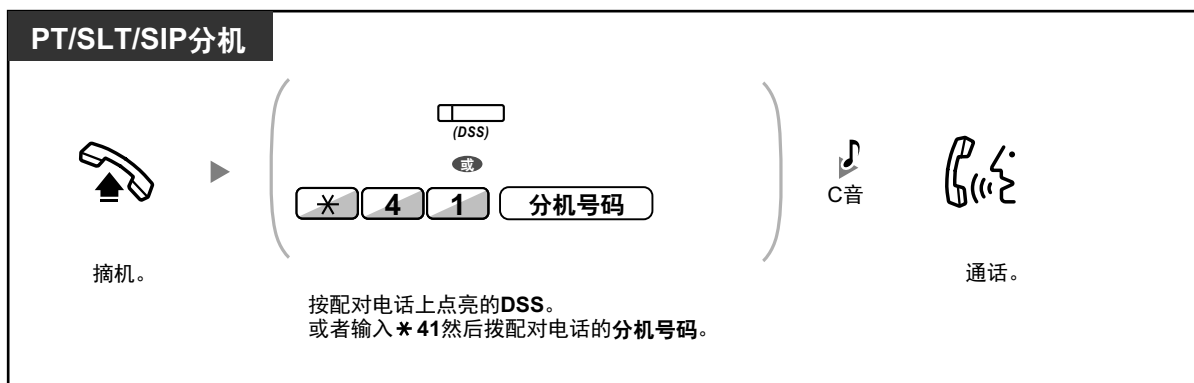 PT/SLT/SIP分机
(DSS)
或
＊ 4 1 分机号码
C音
摘机。
通话。
按配对电话上点亮的DSS。
或者输入＊41然后拨配对电话的分机号码。